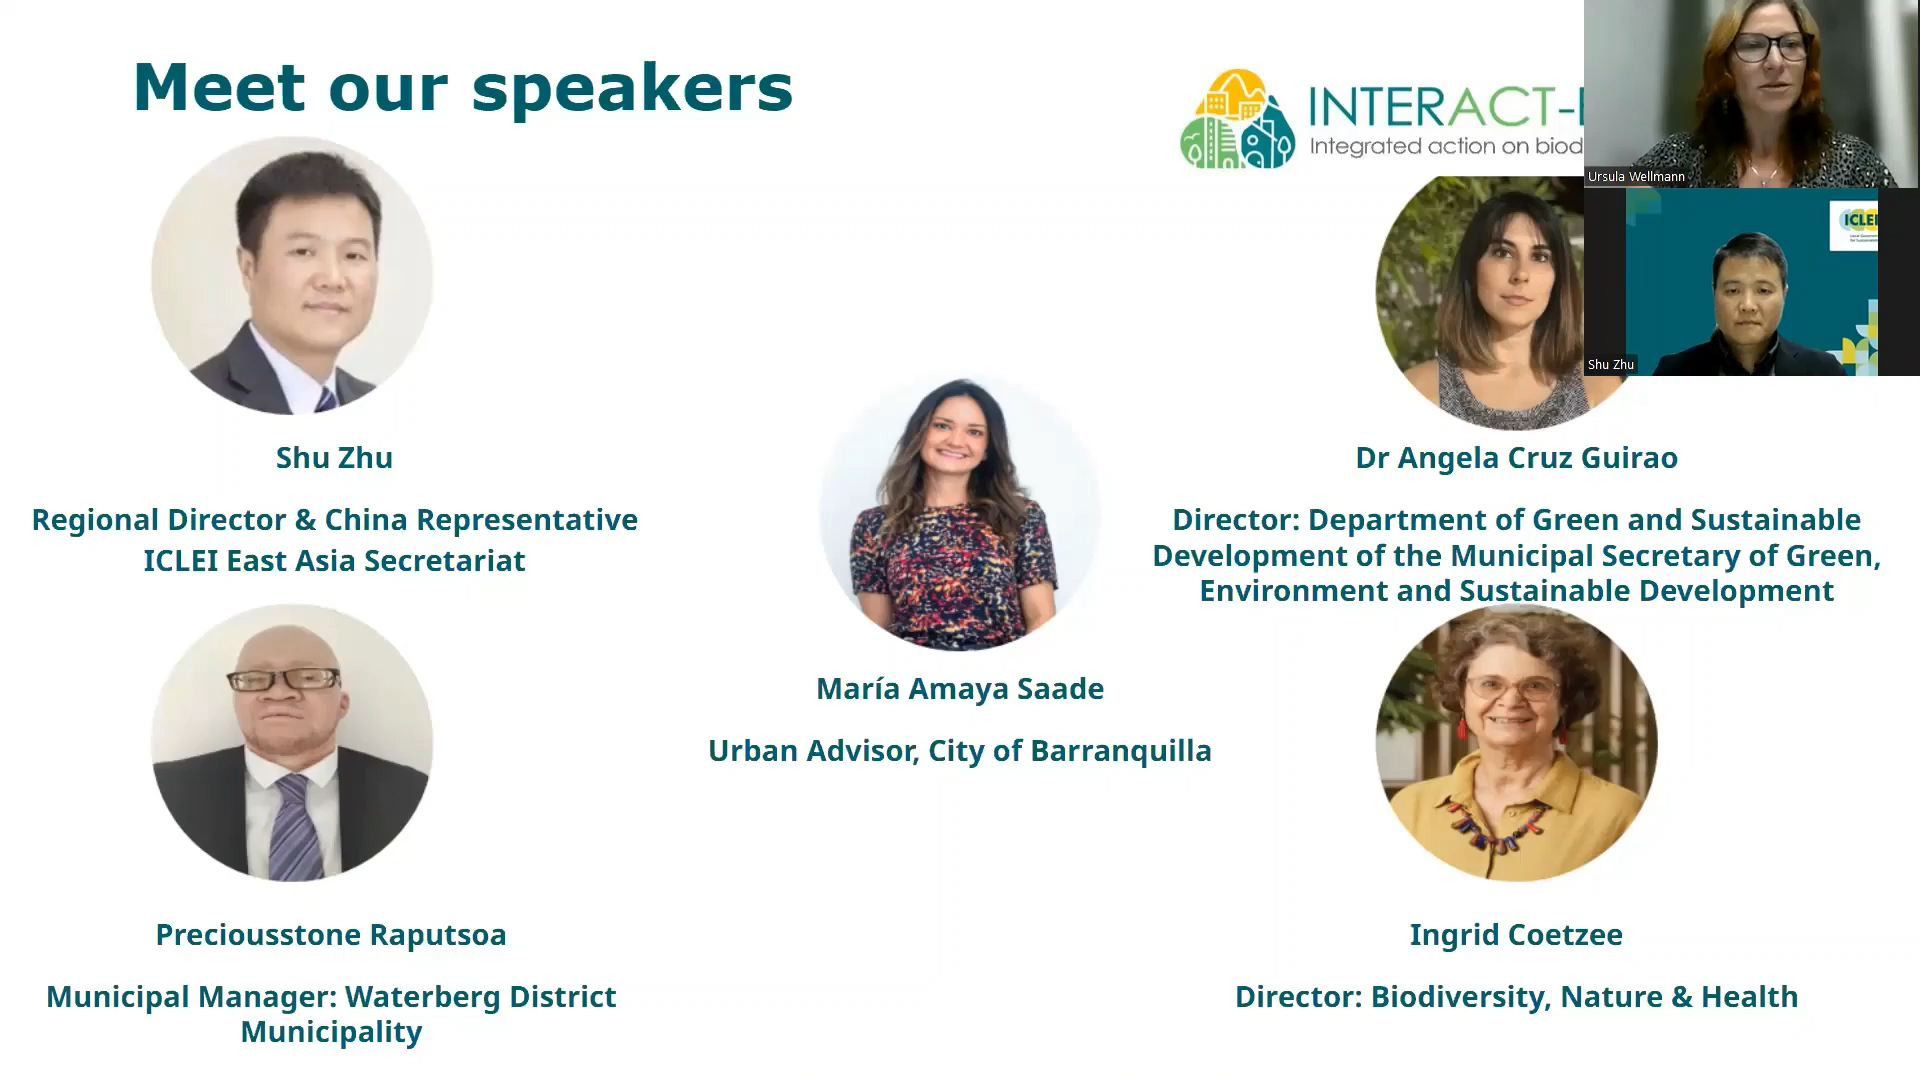 Meet our speakers
INTERACT-
Integrated action on biod
Ursula Wellmann
ICLEI
Shu Zhu
Shu Zhu
Regional Director & China Representative
ICLEI East Asia Secretariat
Dr Angela Cruz Guirao
Director: Department of Green and Sustainable
Development of the Municipal Secretary of Green,
Environment and Sustainable Development
María Amaya Saade
Urban Advisor, City of Barranquilla
Preciousstone Raputsoa
Municipal Manager: Waterberg District
Municipality
Ingrid Coetzee
Director: Biodiversity, Nature & Health